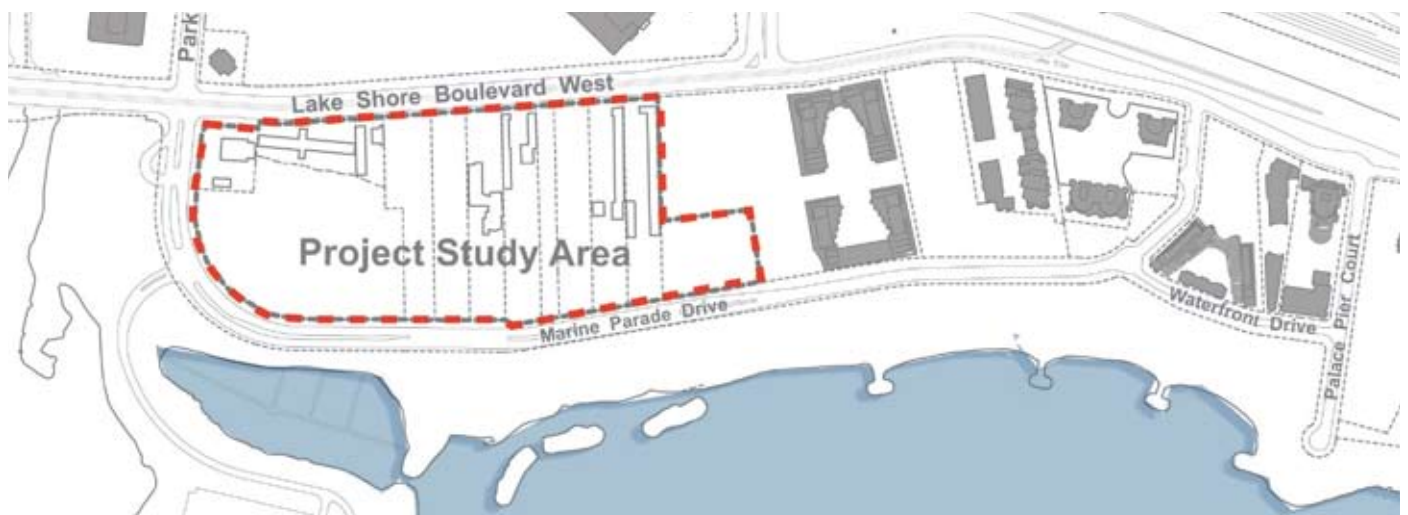 Park
Lake Shore Boulevard West
Project Study Area
Marine Parade Drive
Waterfront Drive
Palace Pier Court